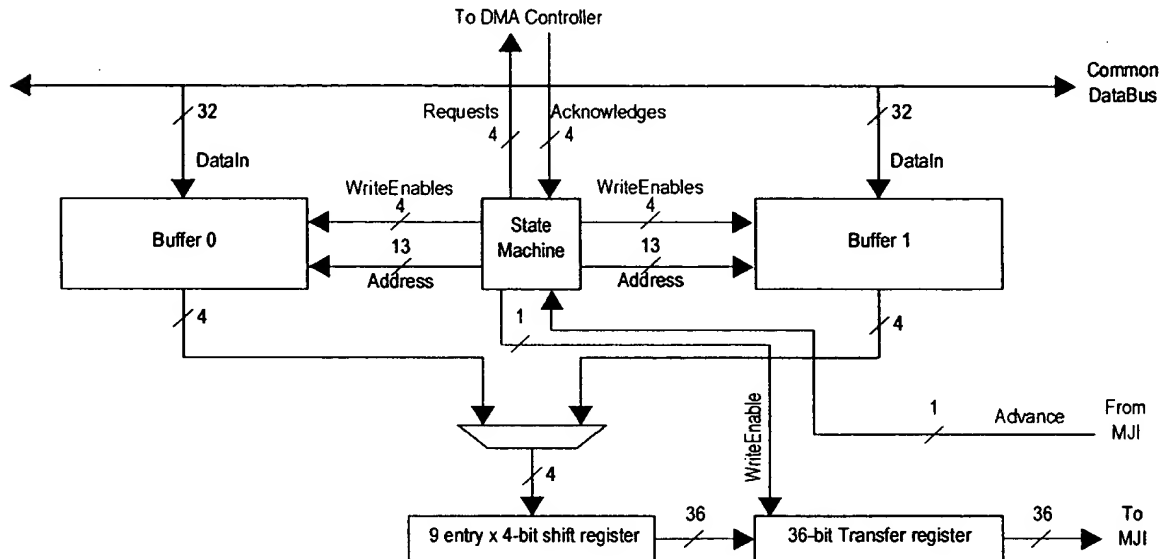 To DMA Controller
Common
DataBus
32
Requests
Acknowledges
32
4
4
DataIn
DataIn
WriteEnables
WriteEnables
4
4
State
Machine
Buffer 0
Buffer 1
13
13
Address
Address
4
1
4
1
Advance
From
MJI
WriteEnable
4
9 entry x 4-bit shift register
36
36-bit Transfer register
36
To
MJI